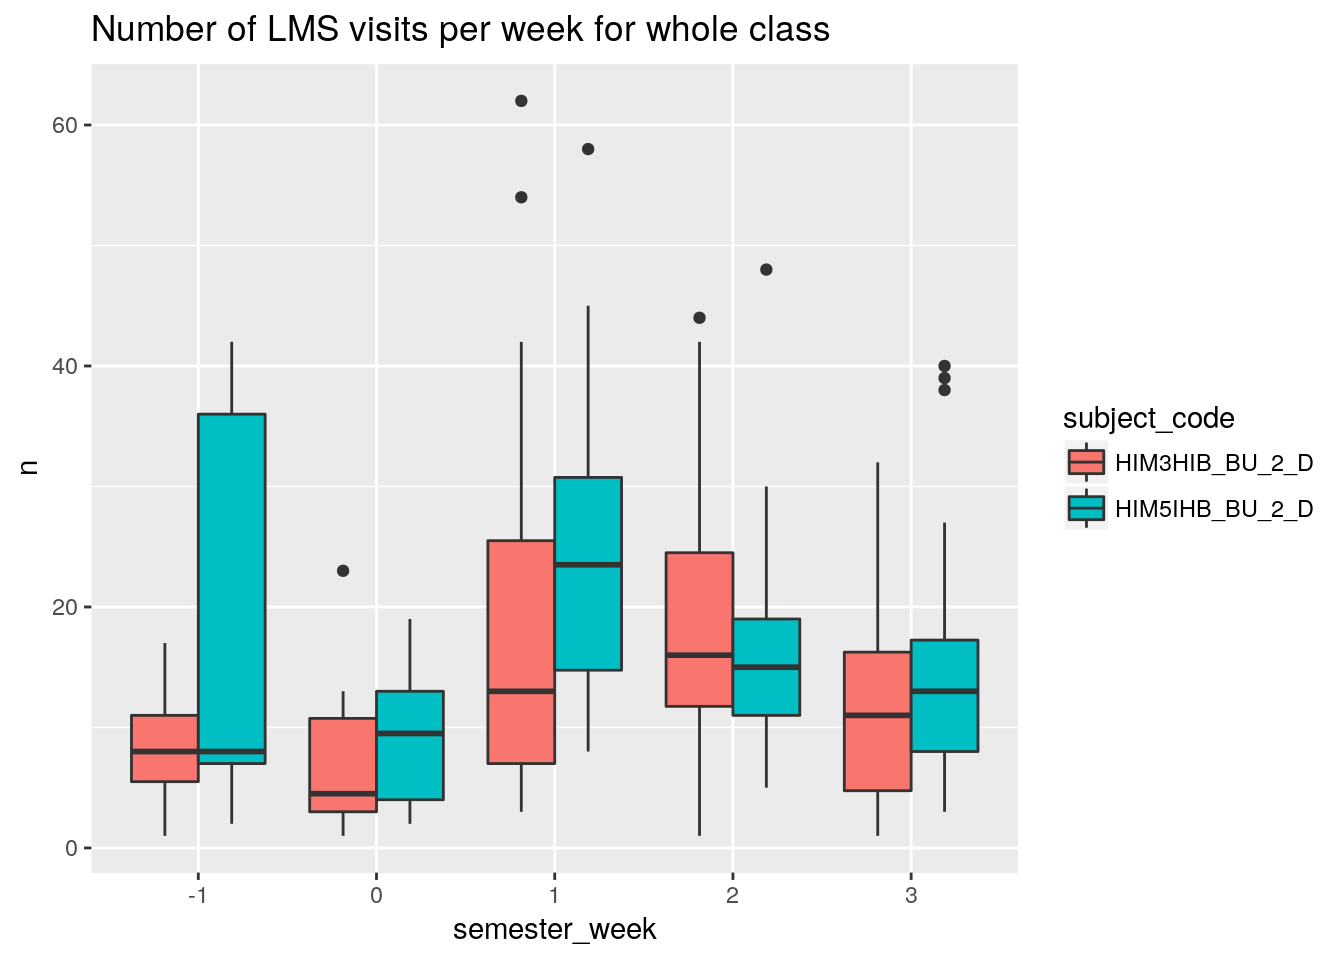 Number of LMS visits per week for whole class
60
40
20
0
n
-1 0 1 2 3
semester_week
subject_code
HIM3HIB_BU_2_D
HIM5IHB_BU_2_D